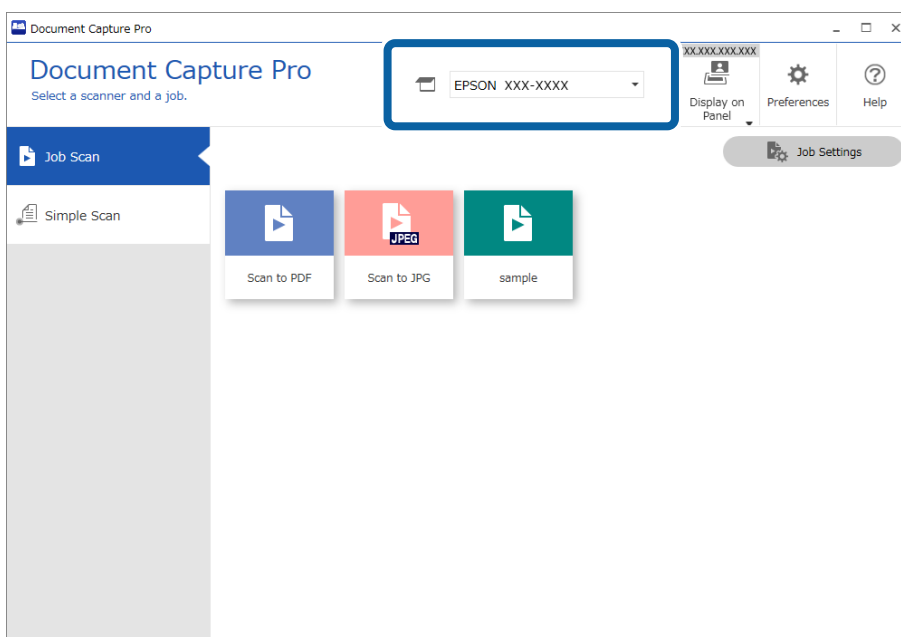 Document Capture Pro
Document Capture Pro
Select a scanner and a job.
EPSON XXX-XXXX
XX.XXX.XXX.XXX
Display on
Panel
Preferences
Help
Job Scan
Job Settings
Simple Scan
JPEG
Scan to PDF
Scan to JPG
sample